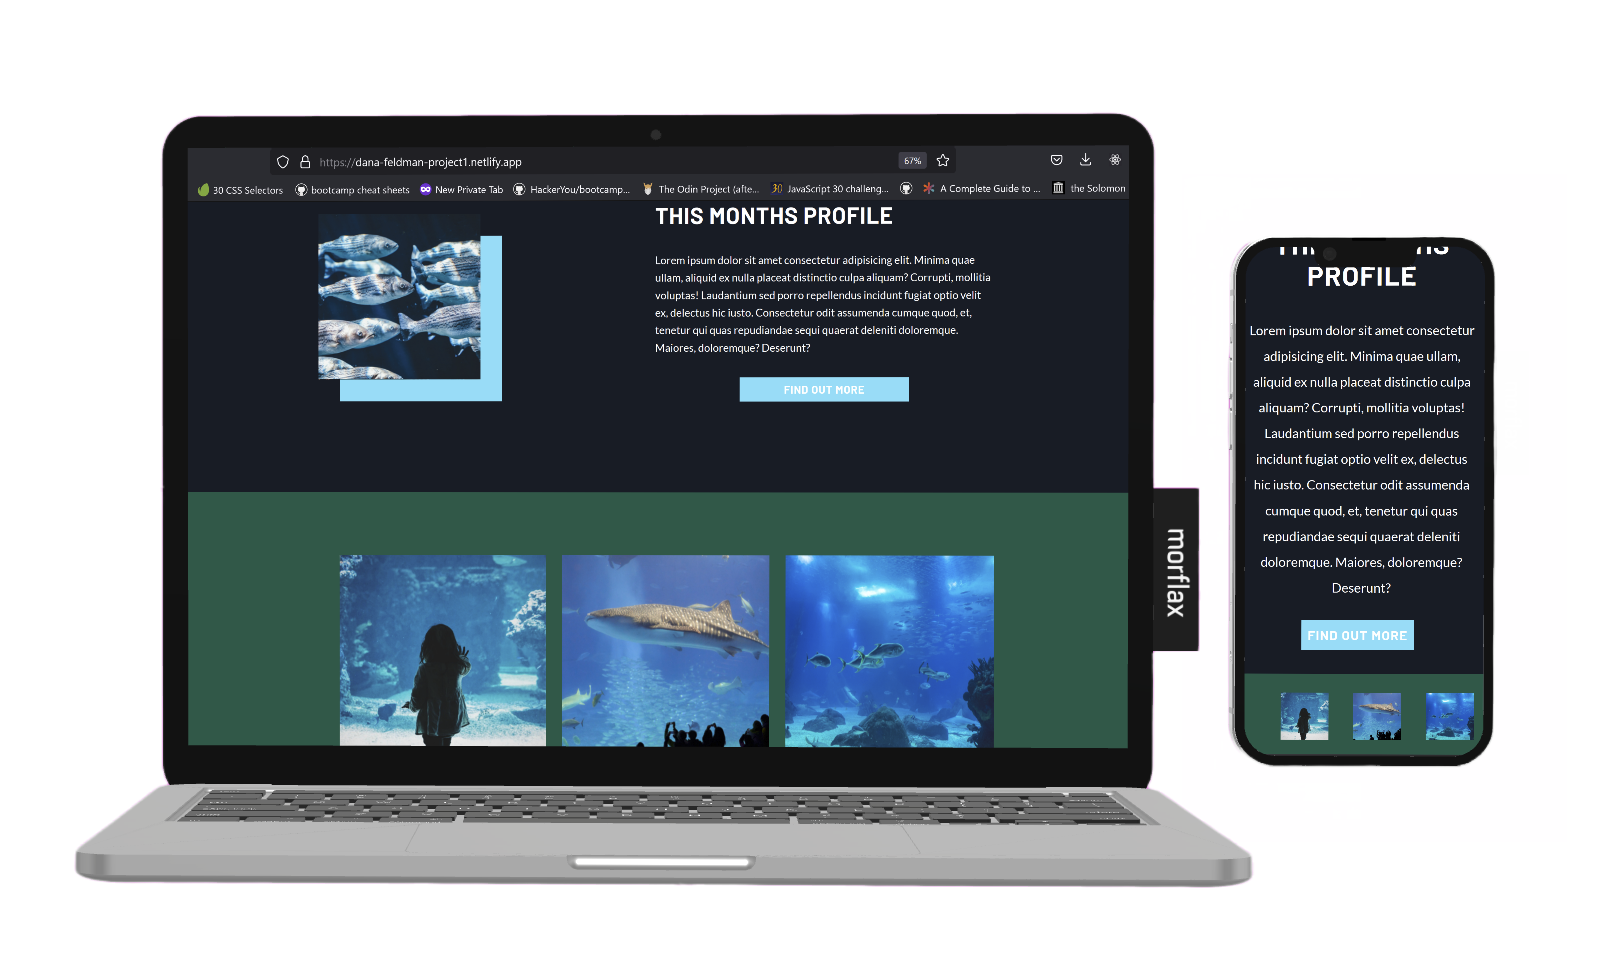 https://dana-feldman-project1.netlify.app
67%
30 CSS Selectors
bootcamp cheat sheets
New Private Tab
HackerYou/bootcamp...
The Odin Project (afte...
30
JavaScript 30 challeng...
A Complete Guide to ...
the Solomon
THIS MONTHS PROFILE
Lorem ipsum dolor sit amet consectetur adipisicing elit. Minima quae
ullam, aliquid ex nulla placeat distinctio culpa aliquam? Corrupti, mollitia
voluptas! Laudantium sed porro repellendus incidunt fugiat optio velit
ex, delectus hic iusto. Consectetur odit assumenda cumque quod, et,
tenetur qui quas repudiandae sequi quaerat deleniti doloremque.
Maiores, doloremque? Deserunt?
FIND OUT MORE
morflax
PROFILE
Lorem ipsum dolor sit amet consectetur
adipisicing elit. Minima quae ullam,
aliquid ex nulla placeat distinctio culpa
aliquam? Corrupti, mollitia voluptas!
Laudantium sed porro repellendus
incidunt fugiat optio velit ex, delectus
hic iusto. Consectetur odit assumenda
cumque quod, et, tenetur qui quas
repudiandae sequi quaerat deleniti
doloremque. Maiores, doloremque?
Deserunt?
FIND OUT MORE